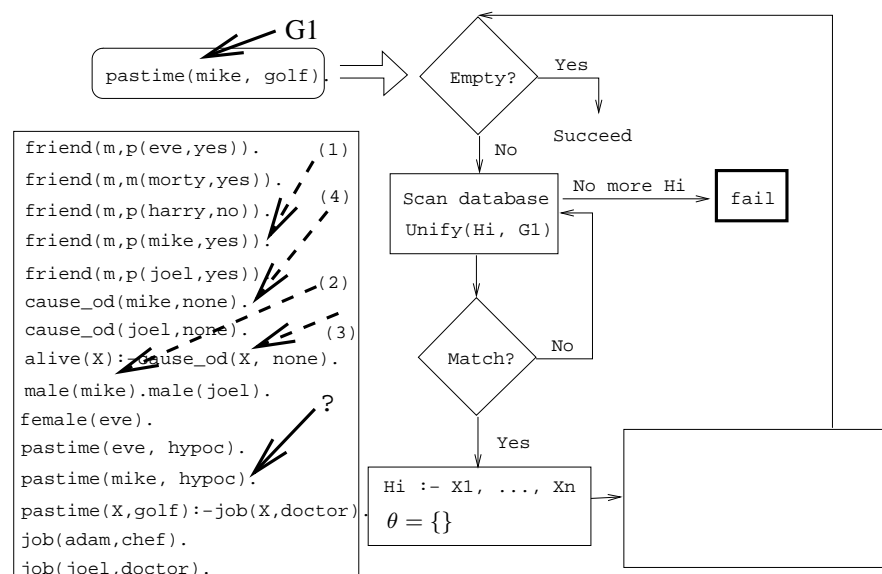 G1
pastime(mike, golf).
Empty?
Yes
Succeed
No
Scan database
Unify(Hi, G1)
No more Hi
fail
Match?
No
Yes
Hi :- X1, ..., Xn
θ = {}
friend(m,p(eve,yes)).
(1)
friend(m,m(morty,yes)).
friend(m,p(harry,no)).
(4)
friend(m,p(mike,yes)).
friend(m,p(joel,yes)).
cause_od(mike,none).
(2)
cause_od(joel,none).
(3)
alive(X):-cause_od(X, none).
male(mike).male(joel).
female(eve).
?
pastime(eve, hypoc).
pastime(mike, hypoc).
pastime(X,golf):-job(X,doctor).
job(adam,chef).
job(joel,doctor).